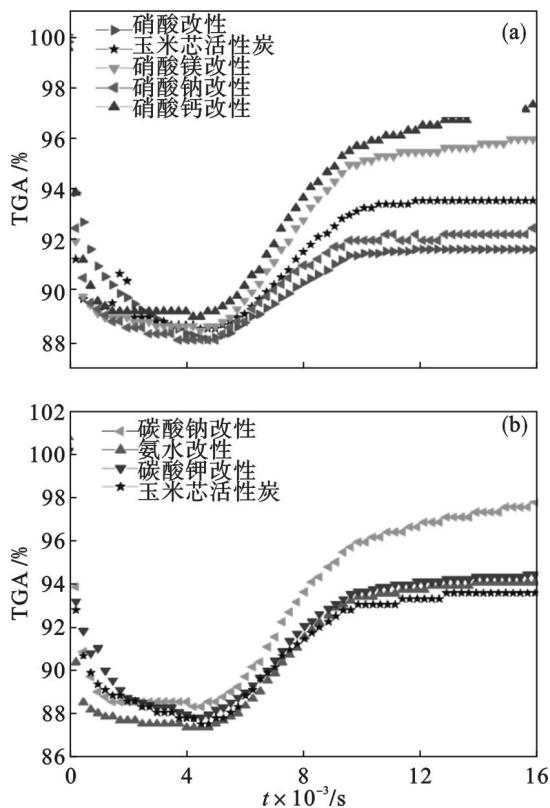 100
98
96
94
92
90
88
TGA /%
(a)
硝酸改性
玉米芯活性炭
硝酸镁改性
硝酸钠改性
硝酸钙改性
102
100
98
96
94
92
90
88
86
TGA /%
(b)
碳酸钠改性
氨水改性
碳酸钾改性
玉米芯活性炭
0 4 8 12 16
t × 10⁻³/s